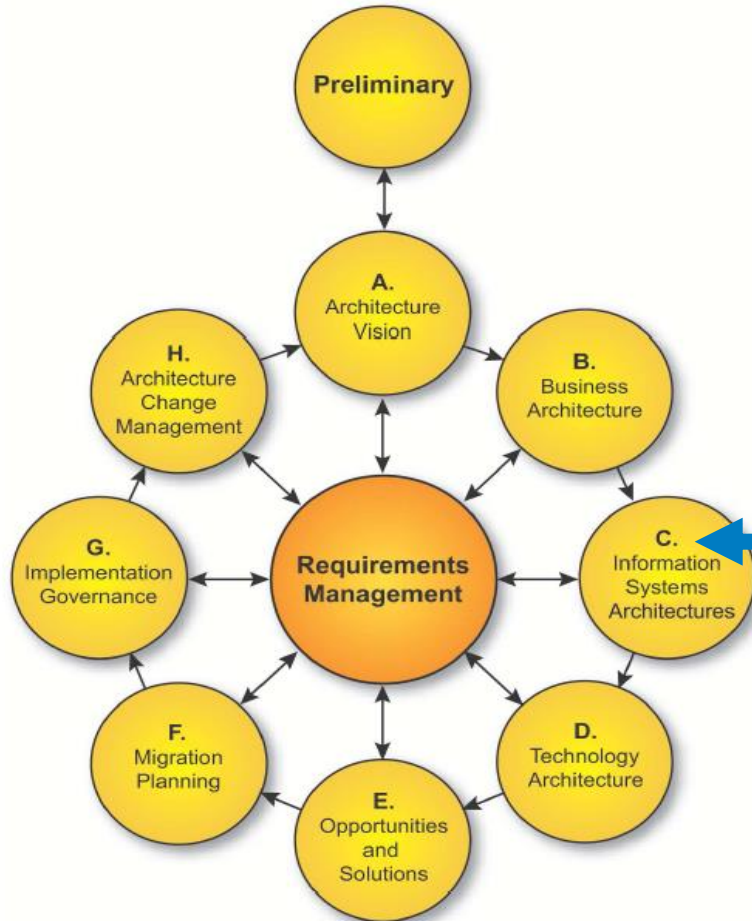 Preliminary
A.
Architecture
Vision
B.
Business
Architecture
C.
Information
Systems
Architectures
D.
Technology
Architecture
E.
Opportunities
and
Solutions
F.
Migration
Planning
G.
Implementation
Governance
H.
Architecture
Change
Management
Requirements
Management